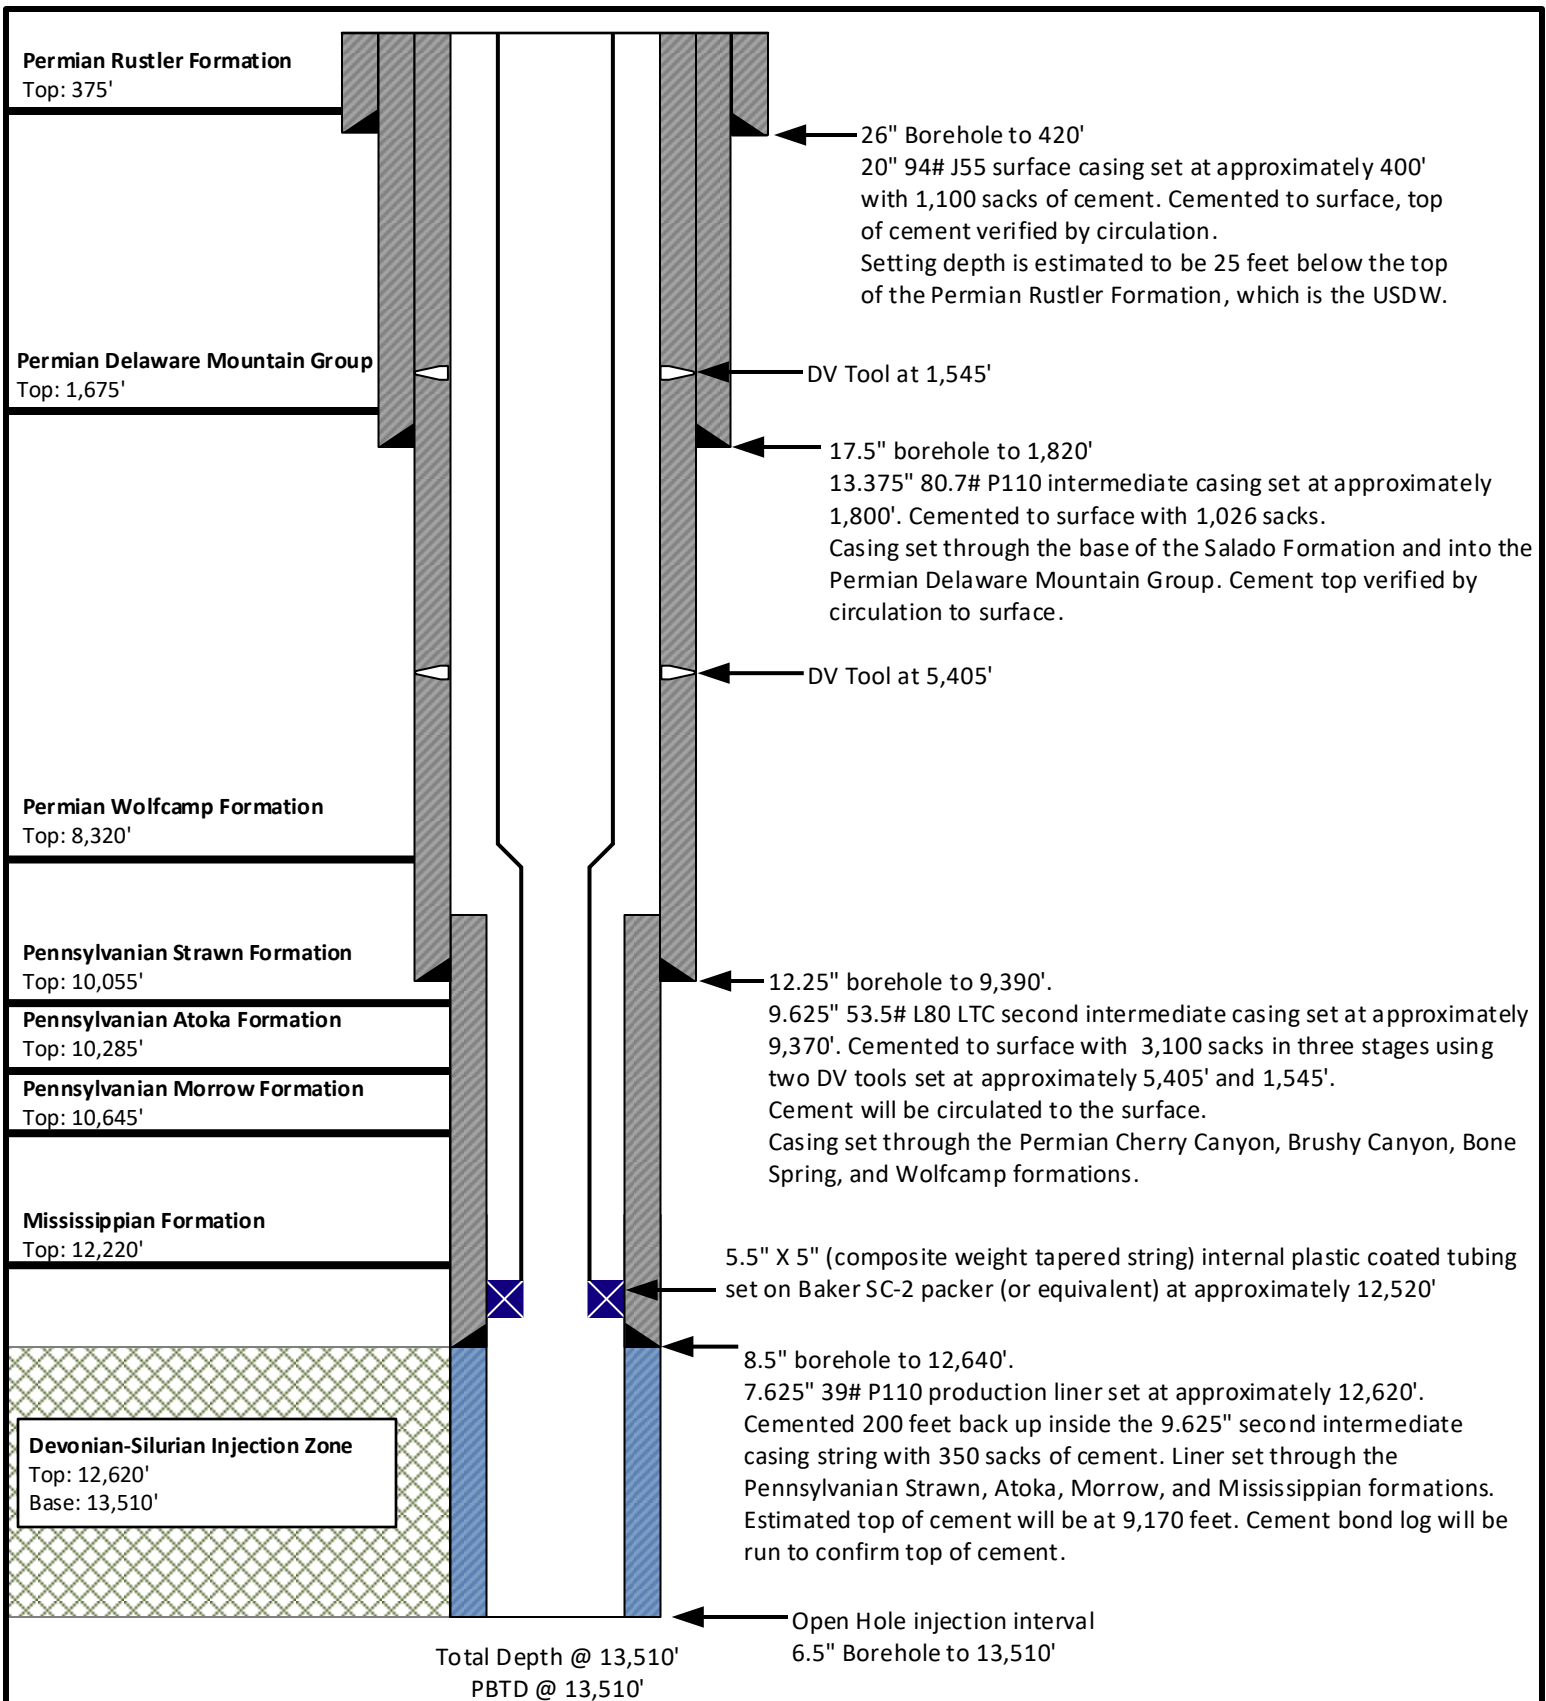 Permian Rustler Formation
Top: 375'
26" Borehole to 420'
20" 94# J55 surface casing set at approximately 400'
with 1,100 sacks of cement. Cemented to surface, top
of cement verified by circulation.
Setting depth is estimated to be 25 feet below the top
of the Permian Rustler Formation, which is the USDW.
Permian Delaware Mountain Group
Top: 1,675'
DV Tool at 1,545'
17.5" borehole to 1,820'
13.375" 80.7# P110 intermediate casing set at approximately
1,800'. Cemented to surface with 1,026 sacks.
Casing set through the base of the Salado Formation and into the
Permian Delaware Mountain Group. Cement top verified by
circulation to surface.
DV Tool at 5,405'
Permian Wolfcamp Formation
Top: 8,320'
Pennsylvanian Strawn Formation
Top: 10,055'
Pennsylvanian Atoka Formation
Top: 10,285'
Pennsylvanian Morrow Formation
Top: 10,645'
12.25" borehole to 9,390'.
9.625" 53.5# L80 LTC second intermediate casing set at approximately
9,370'. Cemented to surface with 3,100 sacks in three stages using
two DV tools set at approximately 5,405' and 1,545'.
Cement will be circulated to the surface.
Casing set through the Permian Cherry Canyon, Brushy Canyon, Bone
Spring, and Wolfcamp formations.
Mississippian Formation
Top: 12,220'
5.5" X 5" (composite weight tapered string) internal plastic coated tubing
set on Baker SC-2 packer (or equivalent) at approximately 12,520'
8.5" borehole to 12,640'.
7.625" 39# P110 production liner set at approximately 12,620'.
Cemented 200 feet back up inside the 9.625" second intermediate
casing string with 350 sacks of cement. Liner set through the
Pennsylvanian Strawn, Atoka, Morrow, and Mississippian formations.
Estimated top of cement will be at 9,170 feet. Cement bond log will be
run to confirm top of cement.
Devonian-Silurian Injection Zone
Top: 12,620'
Base: 13,510'
Open Hole injection interval
6.5" Borehole to 13,510'
Total Depth @ 13,510'
PBTD @ 13,510'